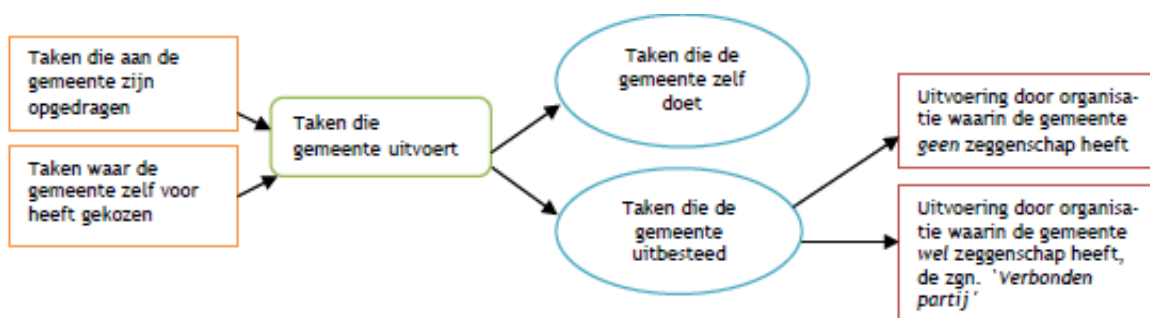 Taken die aan de
gemeente zijn
opgedragen
Taken waar de
gemeente zelf voor
heeft gekozen
Taken die
gemeente uitvoert
Taken die de
gemeente zelf
doet
Taken die de
gemeente
uitbesteed
Uitvoering door organisa-
tie waarin de gemeente
geen zeggenschap heeft
Uitvoering door organisa-
tie waarin de gemeente
wel zeggenschap heeft,
de zgn. 'Verbonden
partij'